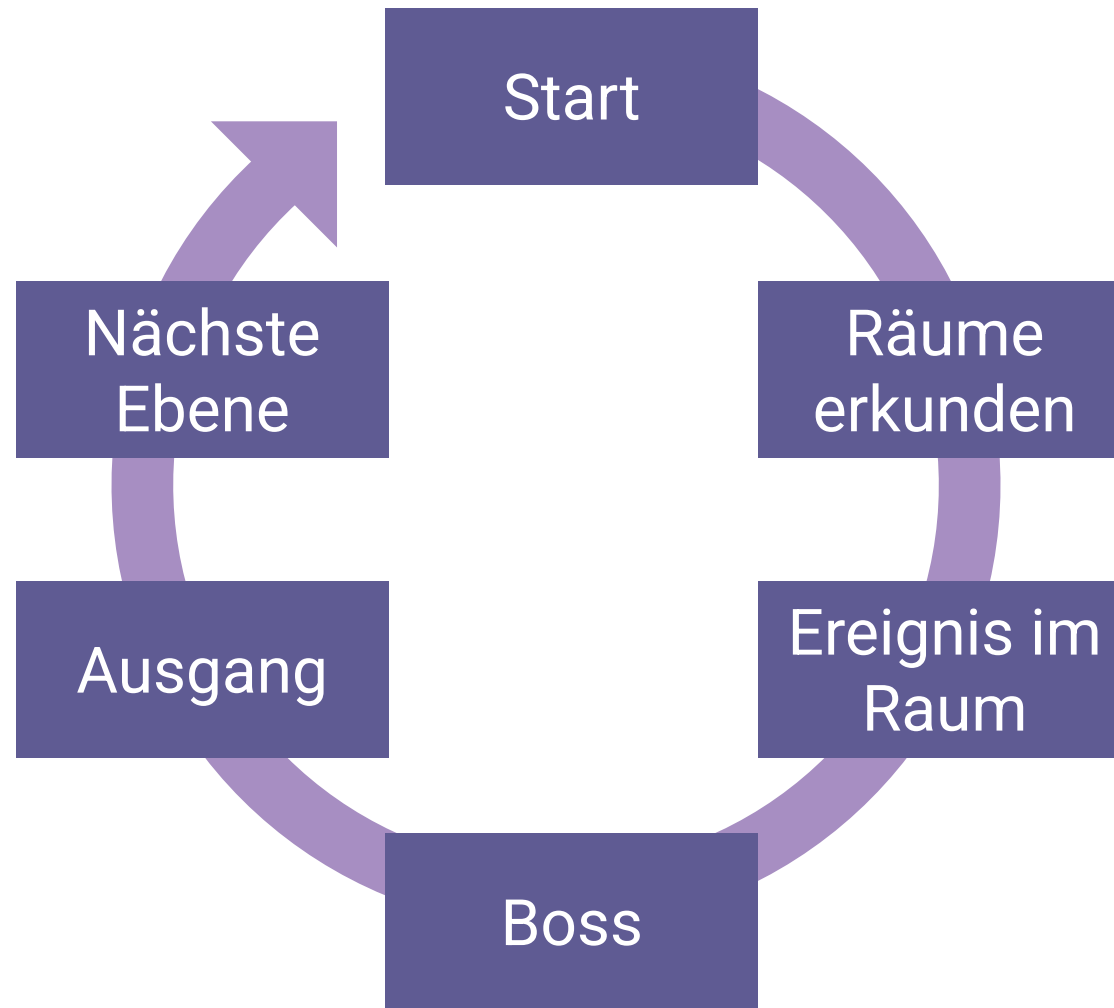 Start
Räume
erkunden
Ereignis im
Raum
Boss
Ausgang
Nächste
Ebene